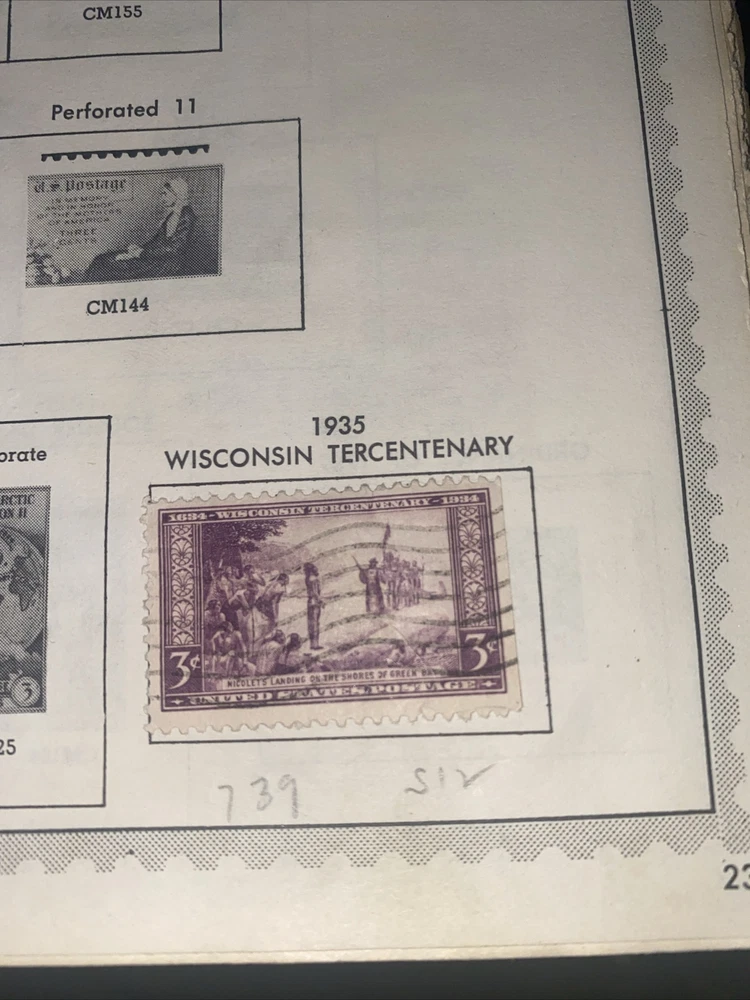 CM155
Perforated 11
U.S. Postage
IN MEMORY
AND IN HONOR
OF THE MOTHERS
OF AMERICA
THREE
CENTS
CM144
orate
RCTIC
ON II
3
25
1935
WISCONSIN TERCENTENARY
1634-WISCONSIN TERCENTENARY-1934
3¢
3¢
NICOLET'S LANDING ON THE SHORES OF GREEN BAY
UNITED STATES POSTAGE
739
23